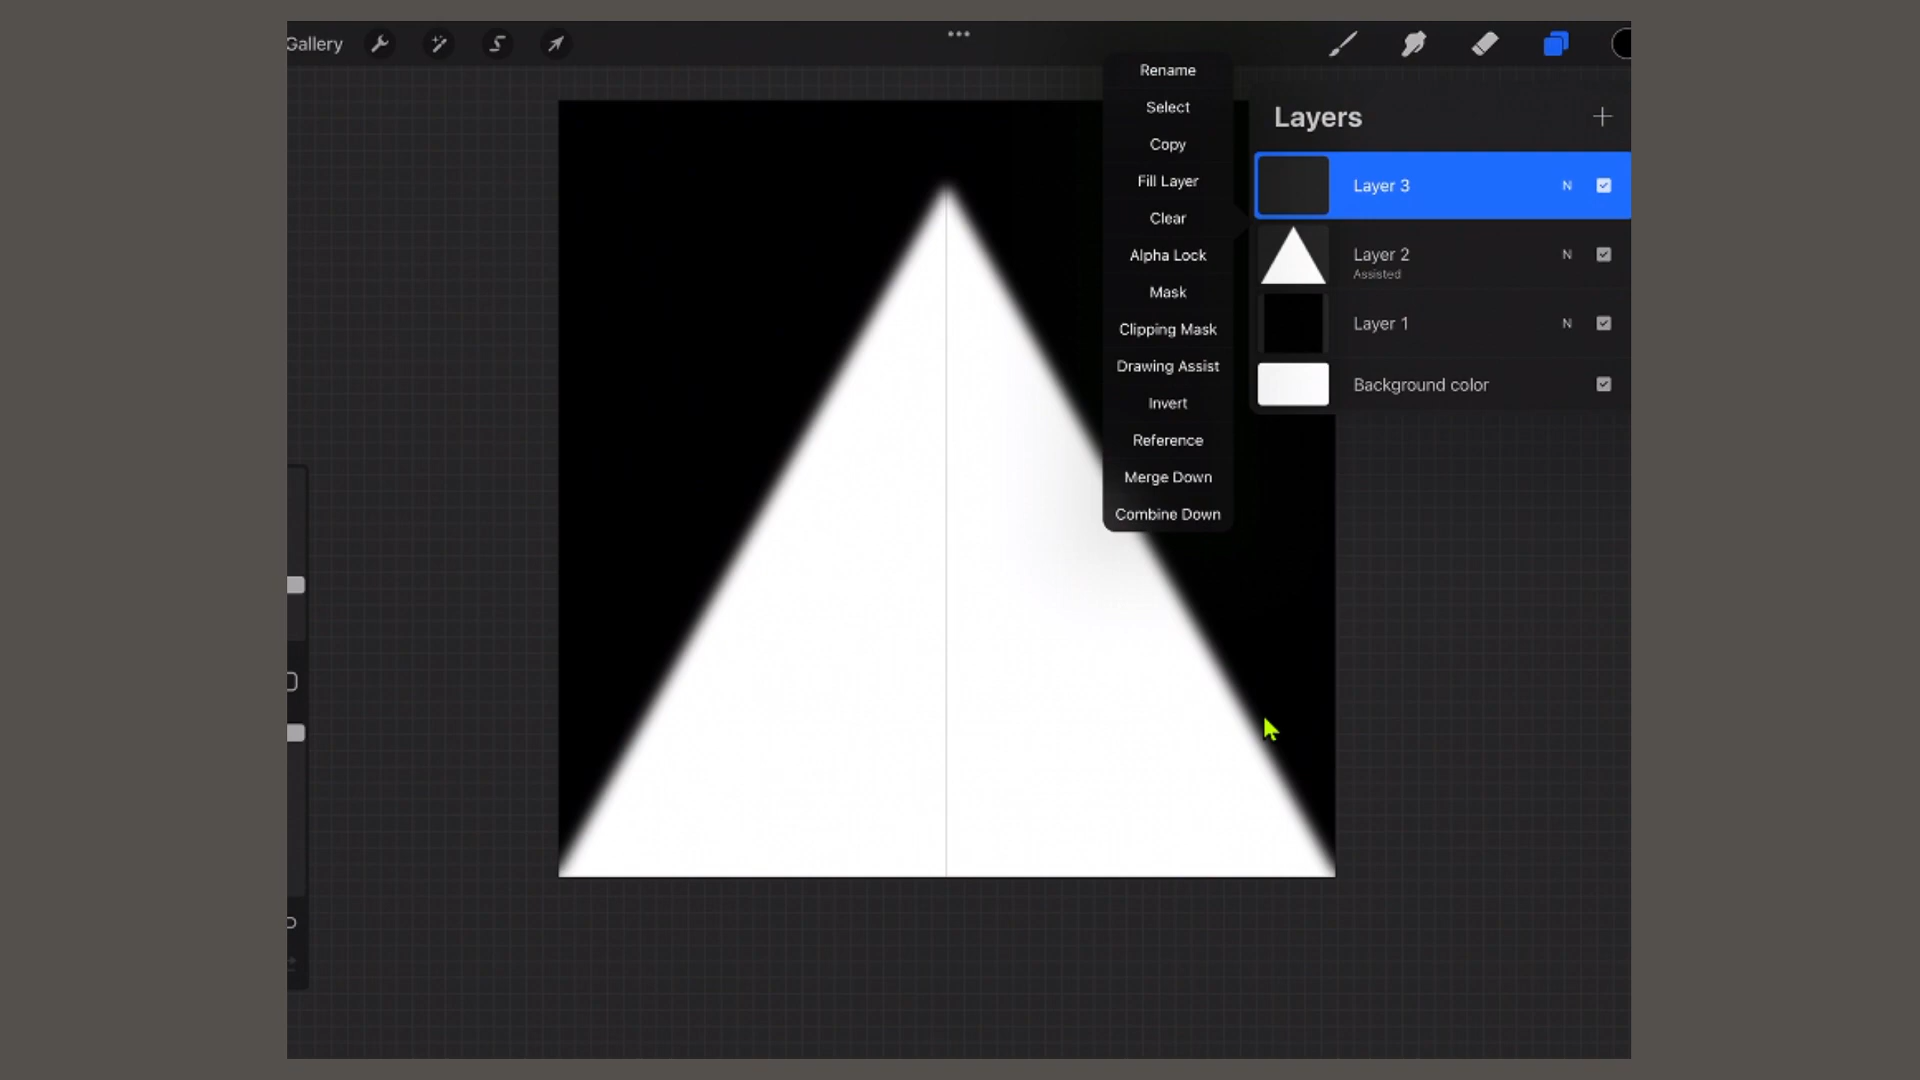 Gallery
Rename
Select
Copy
Fill Layer
Clear
Alpha Lock
Mask
Clipping Mask
Drawing Assist
Invert
Reference
Merge Down
Combine Down
Layers
Layer 3 N
Layer 2 N
Assisted
Layer 1 N
Background color